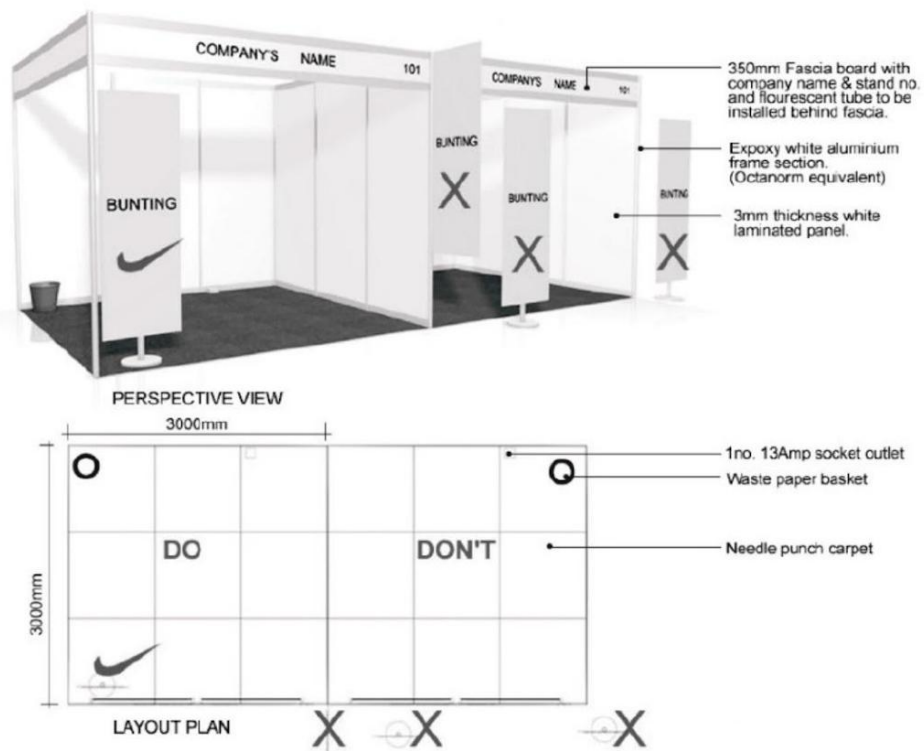 COMPANY'S NAME 101
COMPANY'S NAME 101
350mm Fascia board with
company name & stand no.
and flourescent tube to be
installed behind fascia.
BUNTING
X
Expoxy white aluminium
frame section.
(Octanorm equivalent)
BUNTING
BUNTING
X
BUNTING
X
3mm thickness white
laminated panel.
PERSPECTIVE VIEW
3000mm
3000mm
1no. 13Amp socket outlet
Waste paper basket
DO
DON'T
Needle punch carpet
LAYOUT PLAN
X
X
X